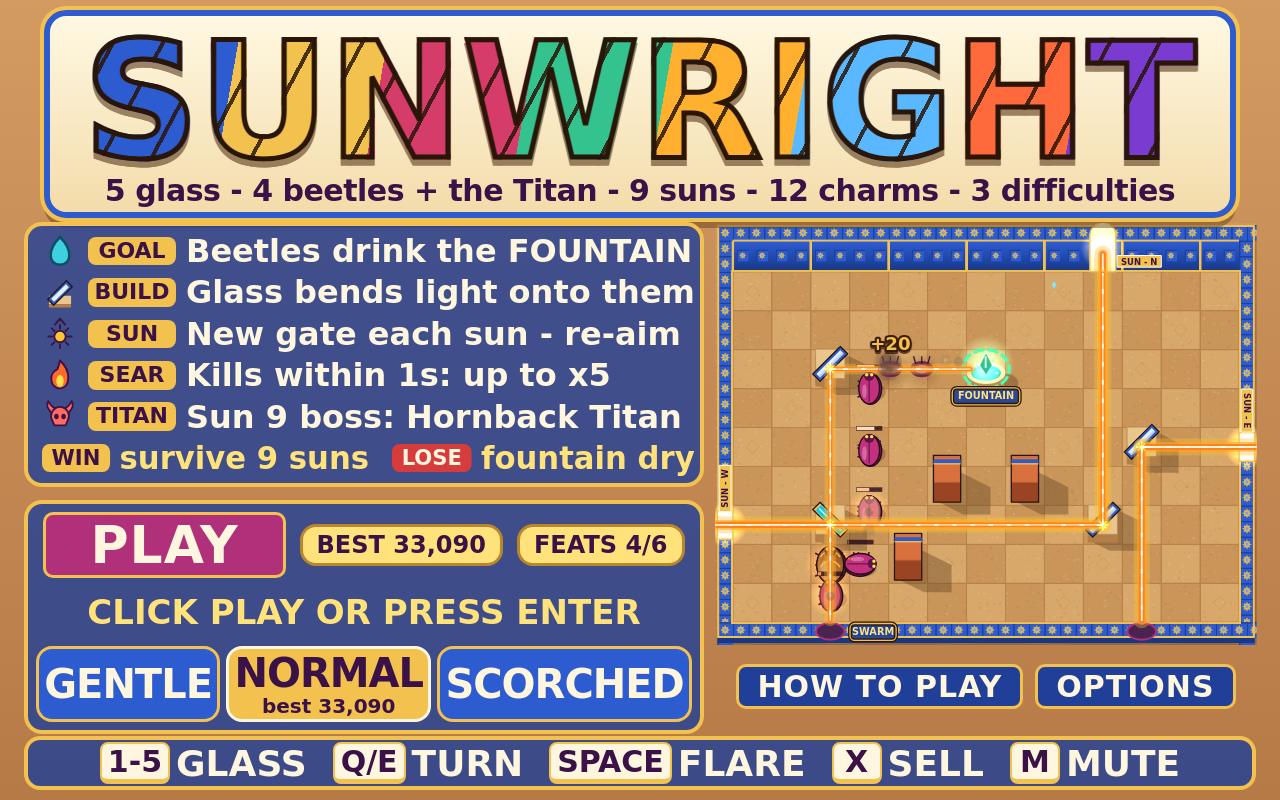 SUNWRIGHT
5 glass - 4 beetles + the Titan - 9 suns - 12 charms - 3 difficulties
GOAL Beetles drink the FOUNTAIN
BUILD Glass bends light onto them
SUN New gate each sun - re-aim
SEAR Kills within 1s: up to x5
TITAN Sun 9 boss: Hornback Titan
WIN survive 9 suns LOSE fountain dry
SUN - N
+20
FOUNTAIN
SUN - E
SUN - W
SWARM
PLAY BEST 33,090 FEATS 4/6
CLICK PLAY OR PRESS ENTER
GENTLE NORMAL SCORCHED
best 33,090
HOW TO PLAY OPTIONS
1-5 GLASS Q/E TURN SPACE FLARE X SELL M MUTE